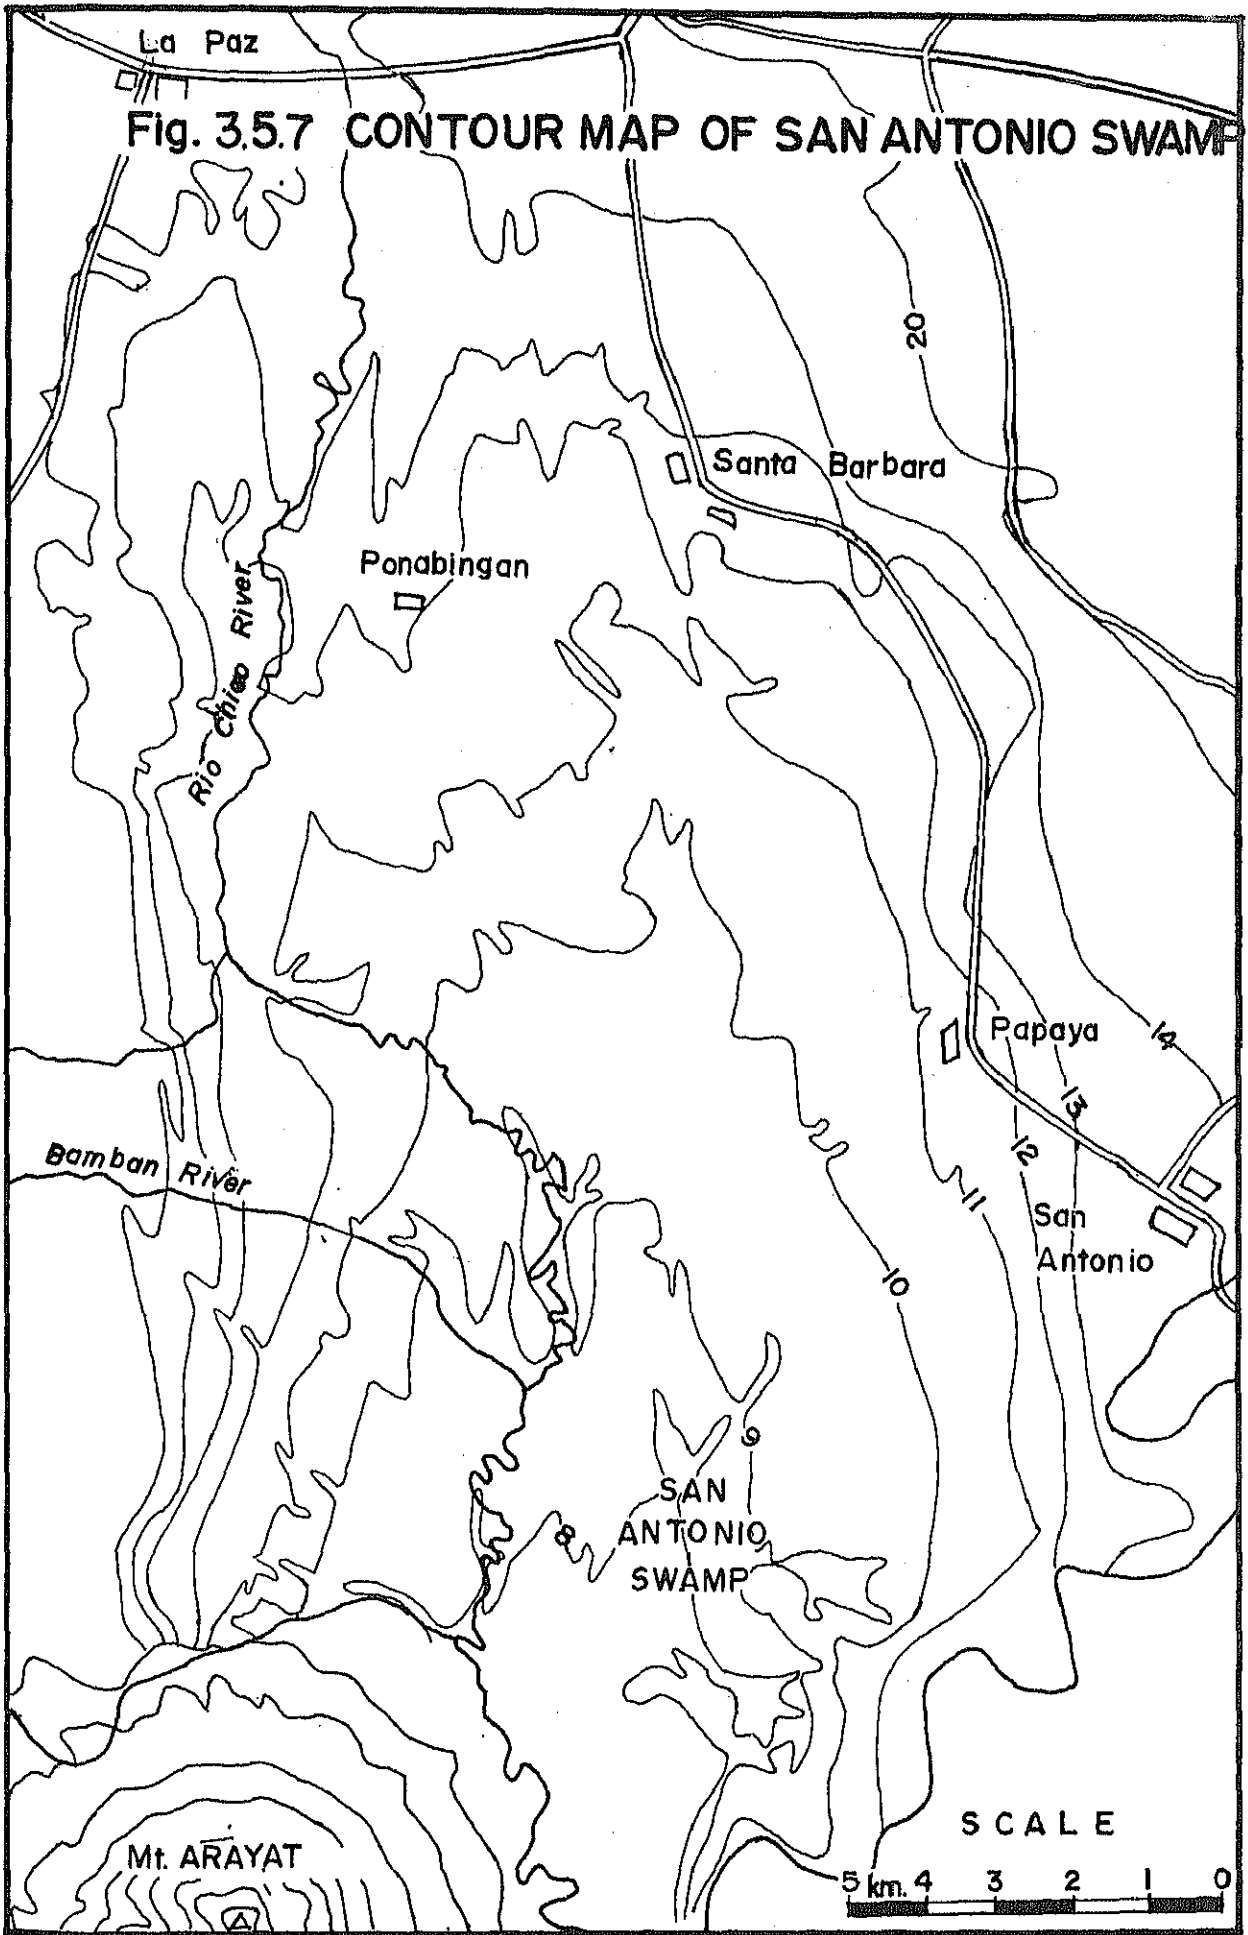 La Paz
Fig. 3.5.7 CONTOUR MAP OF SAN ANTONIO SWAMP
20
Santa Barbara
Ponabingan
Rio Chico River
Papaya
14
13
12
Bamban River
11
San
Antonio
10
9
SAN
ANTONIO
SWAMP
8
SCALE
Mt. ARAYAT
5 km. 4 3 2 1 0